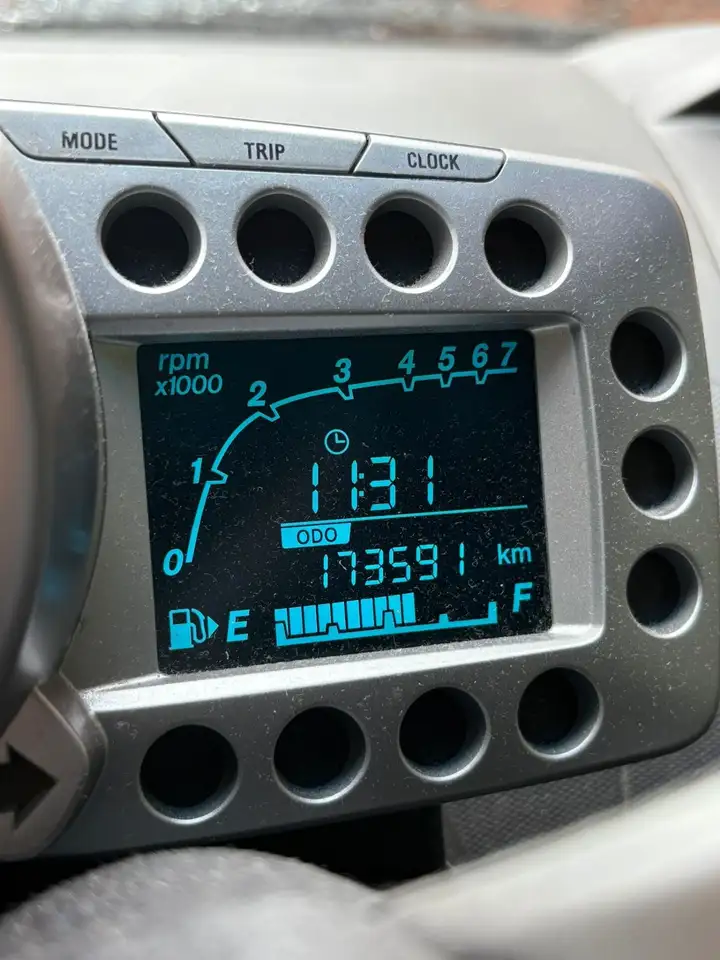 MODE TRIP CLOCK
rpm
x1000
0 1 2 3 4 5 6 7
11:31
ODO
173591 km
E F